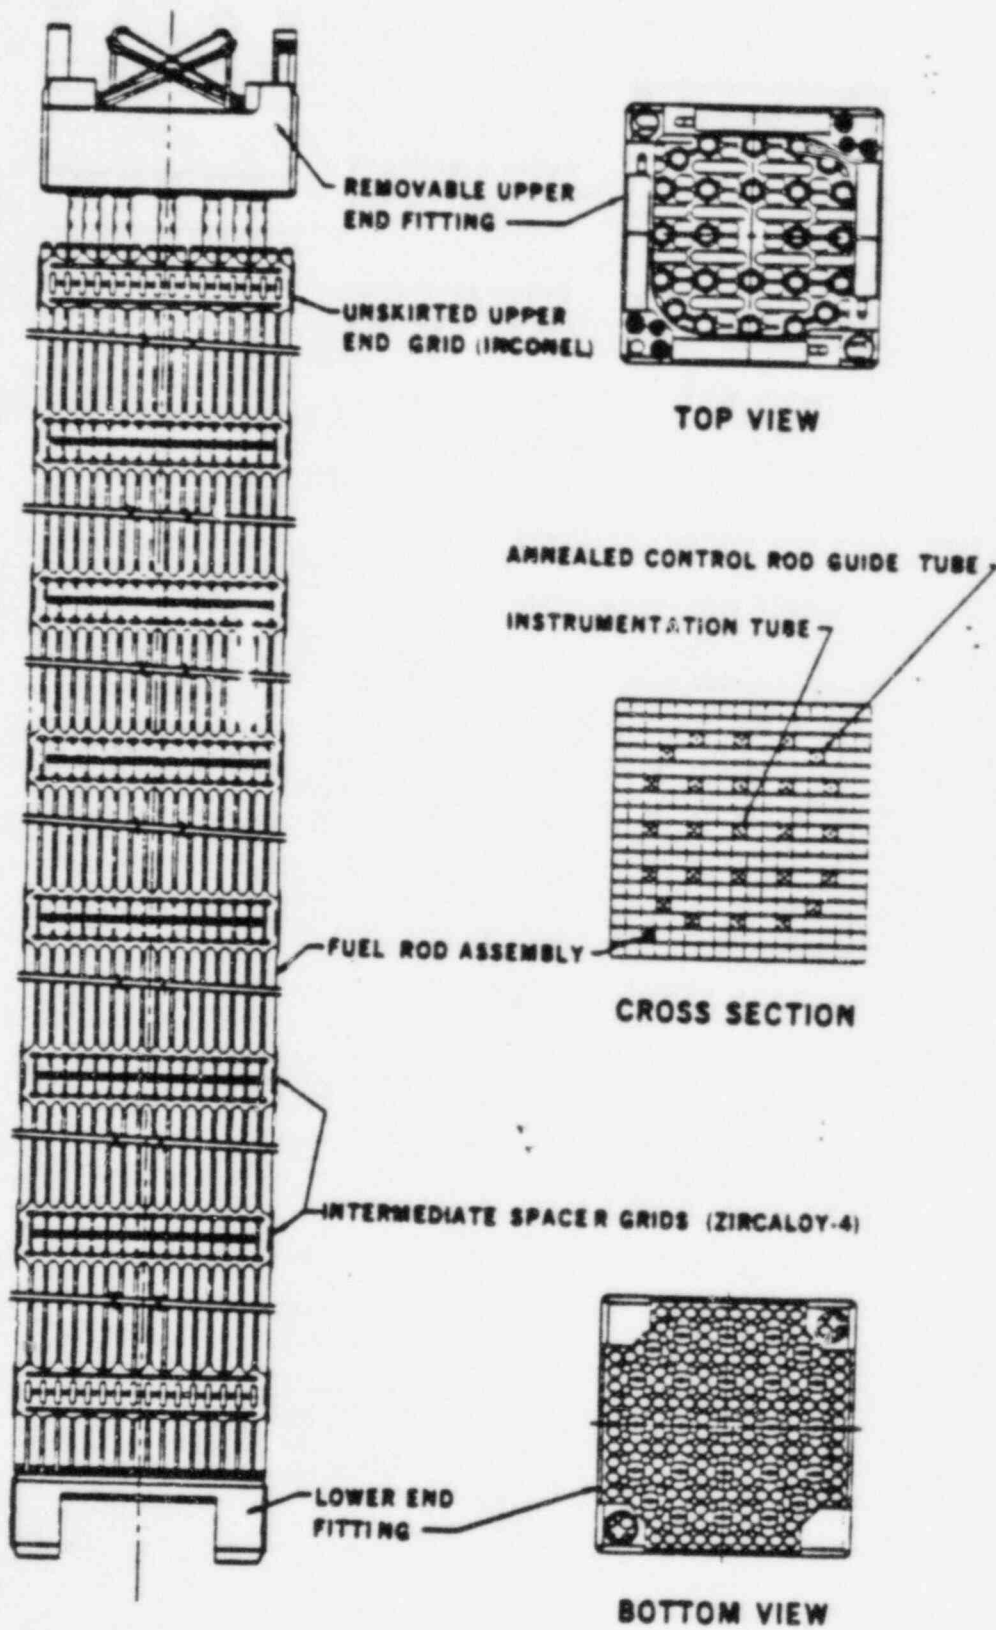 REMOVABLE UPPER
END FITTING
UNSKIRTED UPPER
END GRID (INCONEL)
TOP VIEW
ANNEALED CONTROL ROD GUIDE TUBE
INSTRUMENTATION TUBE
FUEL ROD ASSEMBLY
CROSS SECTION
INTERMEDIATE SPACER GRIDS (ZIRCALOY-4)
LOWER END
FITTING
BOTTOM VIEW